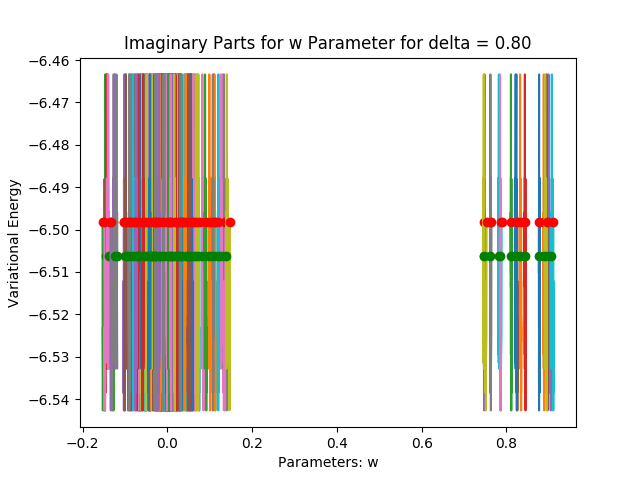 Imaginary Parts for w Parameter for delta = 0.80
−6.46
−6.47
−6.48
−6.49
−6.50
−6.51
−6.52
−6.53
−6.54
Variational Energy
−0.2 0.0 0.2 0.4 0.6 0.8
Parameters: w